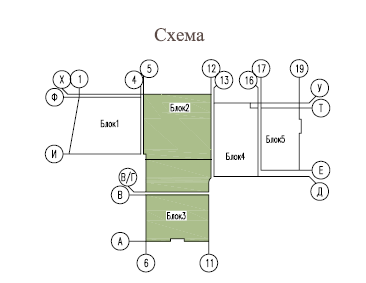 Схема
5
12
17
Х
1
4
13
16
19
У
Ф
Т
Блок2
Блок1
Блок5
И
Блок4
Е
В/Г
Д
В
Блок3
А
6
11